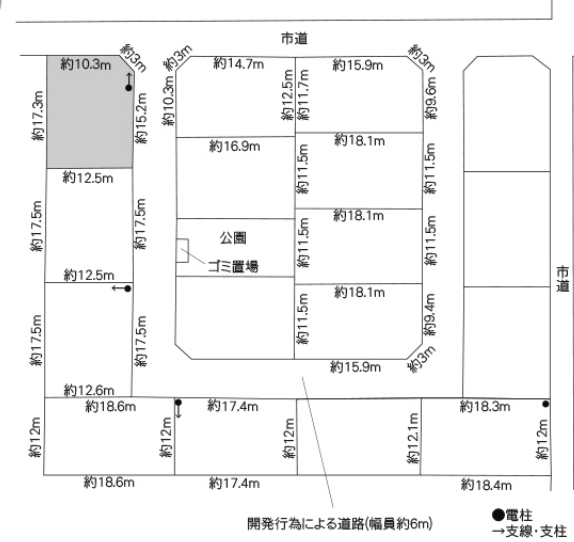 市道
約10.3m
約3m
約3m
約14.7m
約15.9m
約3m
約17.3m
約15.2m
約10.3m
約12.5m
約11.7m
約9.6m
約16.9m
約18.1m
約12.5m
約11.5m
約11.5m
約17.5m
約17.5m
約18.1m
公園
ゴミ置場
約11.5m
約11.5m
市道
約12.5m
約18.1m
約17.5m
約17.5m
約11.5m
約9.4m
約15.9m
約3m
約12.6m
約18.6m
約17.4m
約18.3m
約12m
約12m
約12m
約12.1m
約12m
約18.6m
約17.4m
約18.4m
開発行為による道路(幅員約6m)
●電柱
→支線・支柱